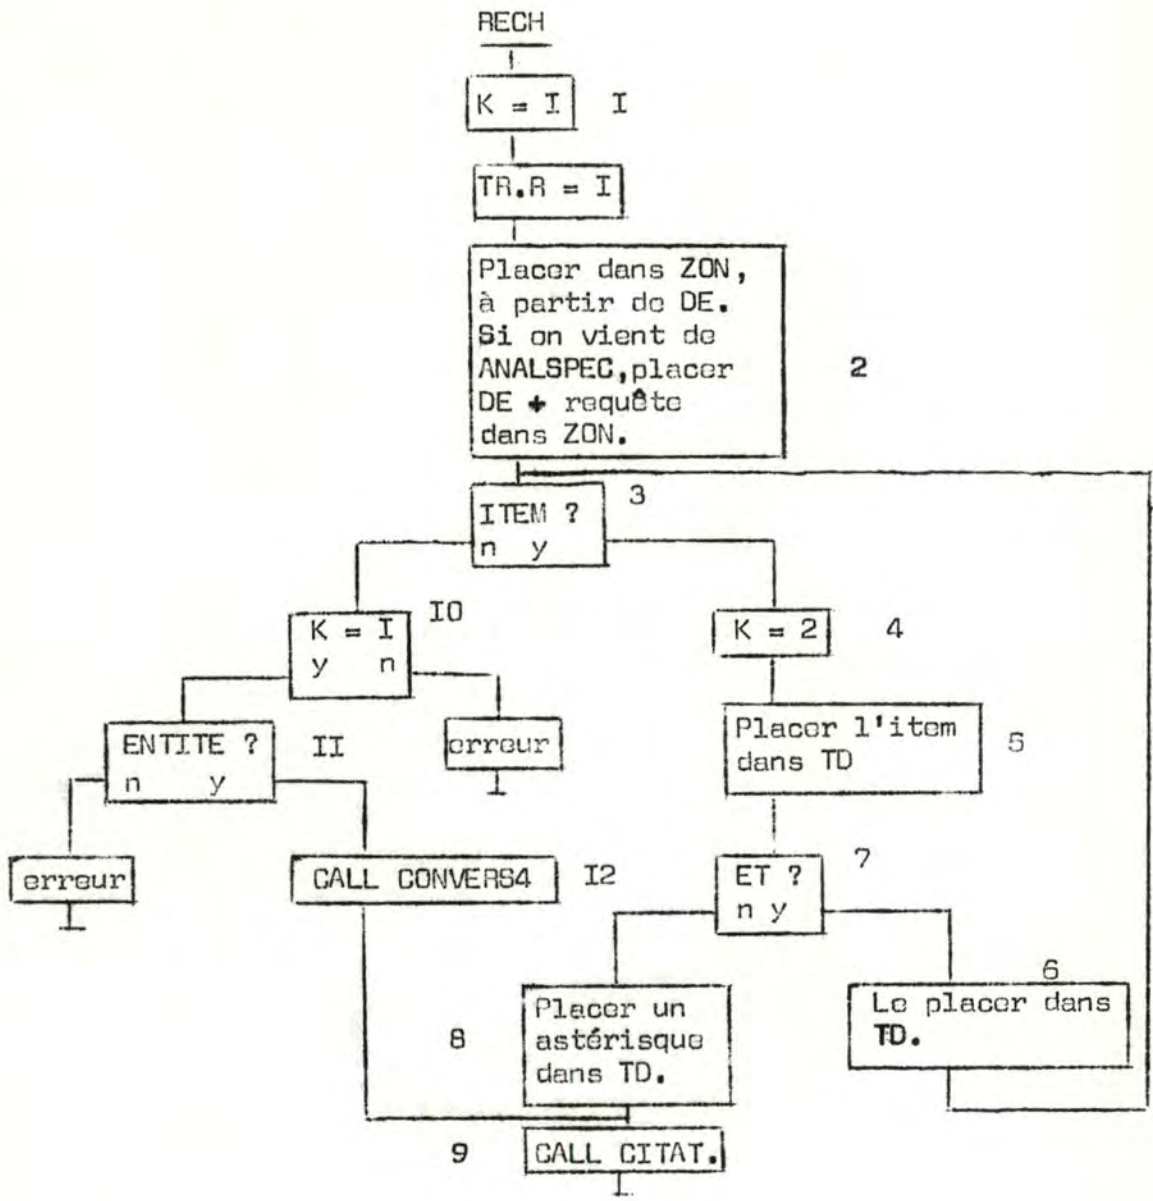 RECH
K = I I
TR.R = I
Placer dans ZON,
à partir de DE.
Si on vient de
ANALSPEC,placer
DE + requête
dans ZON.
2
3
ITEM ?
n y
K = I IO
y n
K = 2 4
ENTITE ? II
n y
erreur
Placer l'item
dans TD
5
erreur
CALL CONVERS4 I2
ET ? 7
n y
6
Placer un
astérisque
dans TD.
8
Le placer dans
TD.
9 CALL CITAT.